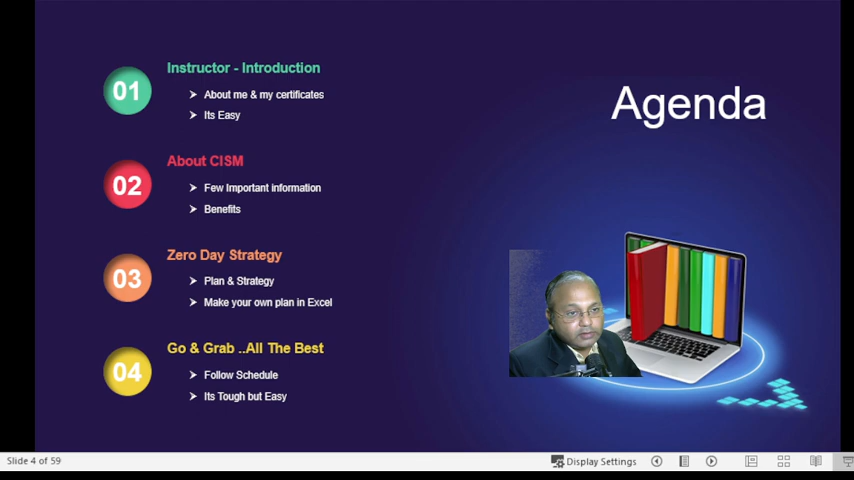 Agenda
01
Instructor - Introduction
About me & my certificates
Its Easy
02
About CISM
Few Important information
Benefits
03
Zero Day Strategy
Plan & Strategy
Make your own plan in Excel
04
Go & Grab ..All The Best
Follow Schedule
Its Tough but Easy
Slide 4 of 59
Display Settings